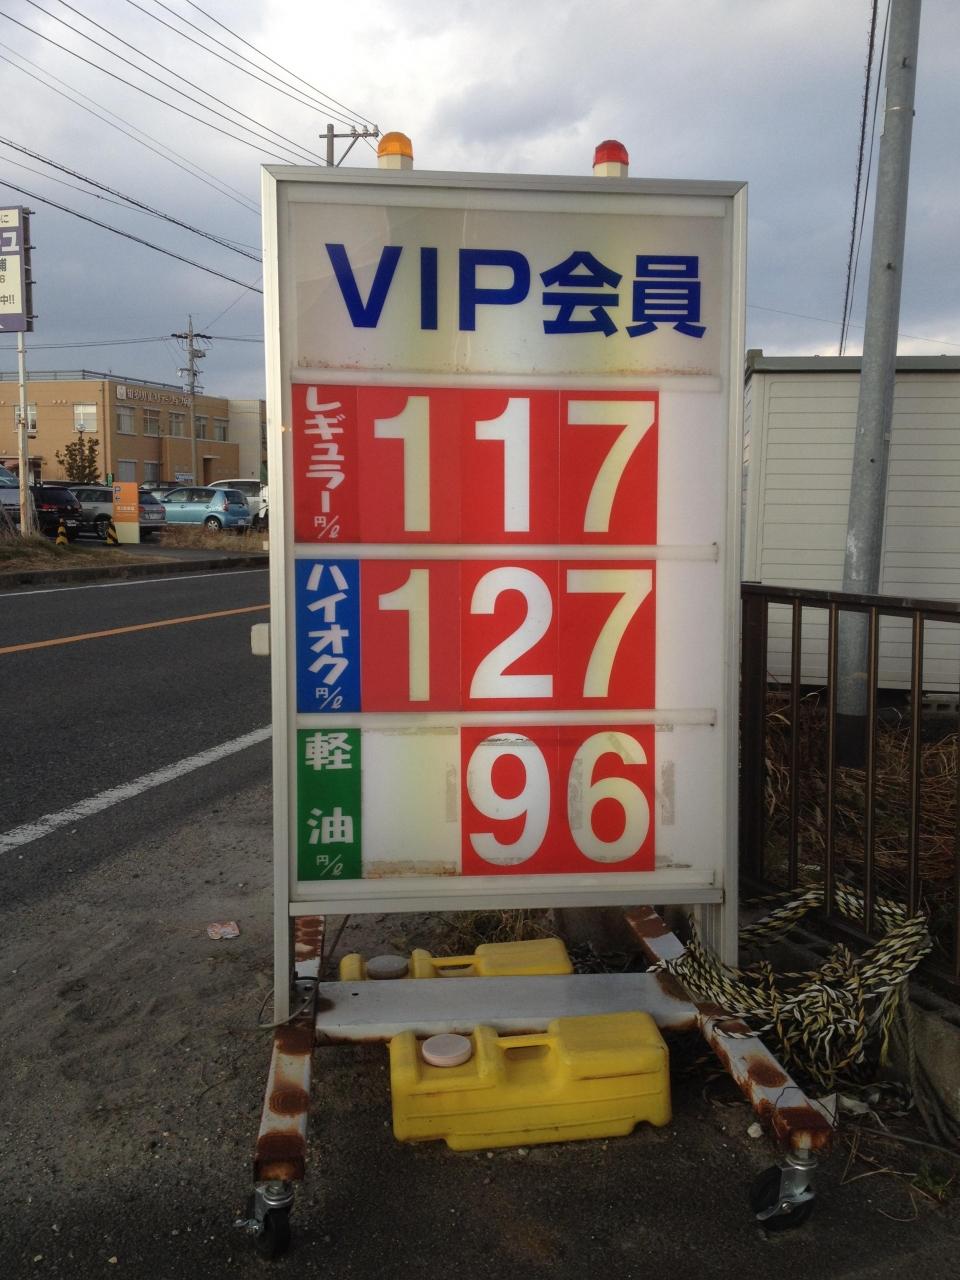 VIP会員
レギュラー 円/ℓ 117
ハイオク 円/ℓ 127
軽油 円/ℓ 96